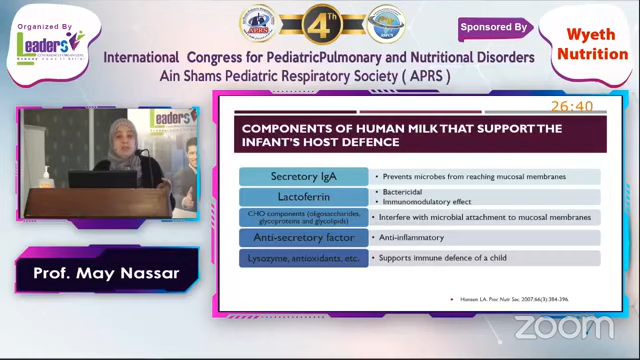 Organized By
Leaders
4th
APRS
Sponsored By
Wyeth
Nutrition
International Congress for PediatricPulmonary and Nutritional Disorders
Ain Shams Pediatric Respiratory Society ( APRS )
26:40
COMPONENTS OF HUMAN MILK THAT SUPPORT THE
INFANT'S HOST DEFENCE
Secretory IgA
• Prevents microbes from reaching mucosal membranes
Lactoferrin
• Bactericidal
• Immunomodulatory effect
CHO components (oligosaccharides,
glycoproteins and glycolipids)
• Interfere with microbial attachment to mucosal membranes
Anti-secretory factor
• Anti-inflammatory
Lysozyme, antioxidants, etc.
• Supports immune defence of a child
Hansen LA. Proc Nutr Soc. 2007;66(3):384-396.
Leaders
Prof. May Nassar
zoom